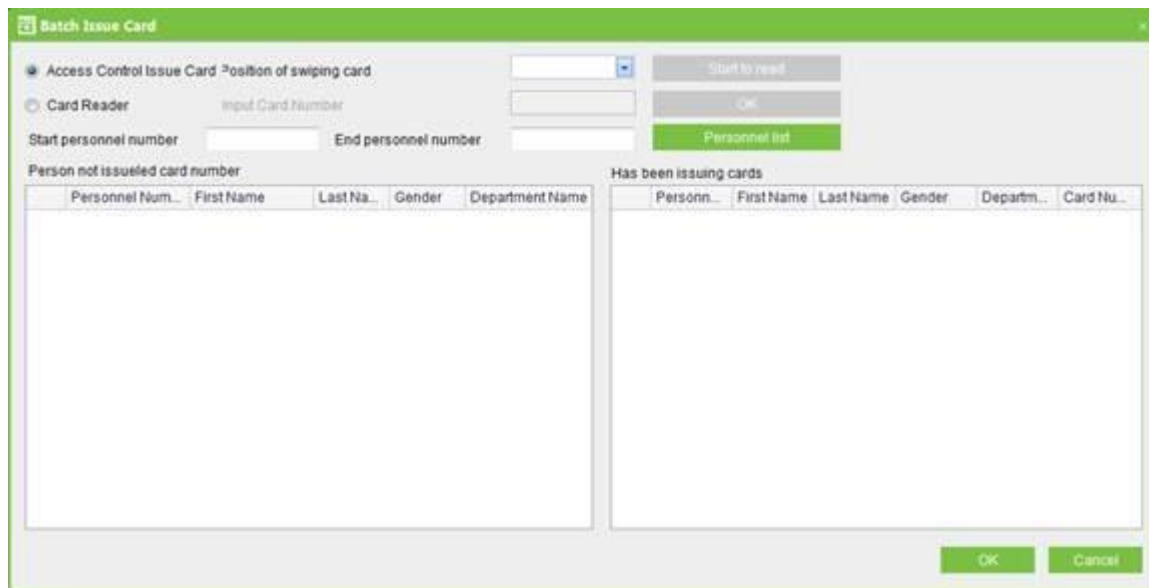 Batch Issue Card
Access Control Issue Card Position of swiping card Start to read
Card Reader Input Card Number OK
Start personnel number End personnel number Personnel list
Person not issueled card number Has been issuing cards
Personnel Num... First Name Last Na... Gender Department Name Personn... First Name Last Name Gender Departm... Card Nu...
OK Cancel